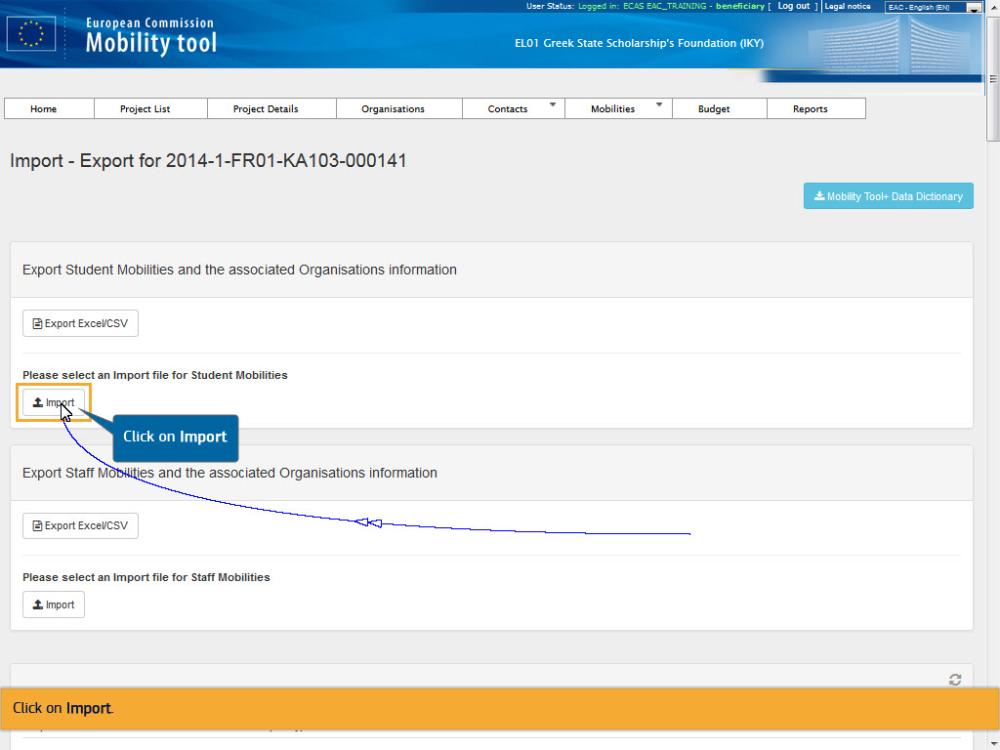 User Status: Logged in: ECAS EAC_TRAINING - beneficiary [ Log out ] Legal notice EAC - English (EN)
European Commission
Mobility tool
EL01 Greek State Scholarship's Foundation (IKY)
Home Project List Project Details Organisations Contacts Mobilities Budget Reports
Import - Export for 2014-1-FR01-KA103-000141
Mobility Tool+ Data Dictionary
Export Student Mobilities and the associated Organisations information
Export Excel/CSV
Please select an Import file for Student Mobilities
Import
Click on Import
Export Staff Mobilities and the associated Organisations information
Export Excel/CSV
Please select an Import file for Staff Mobilities
Import
Click on Import.